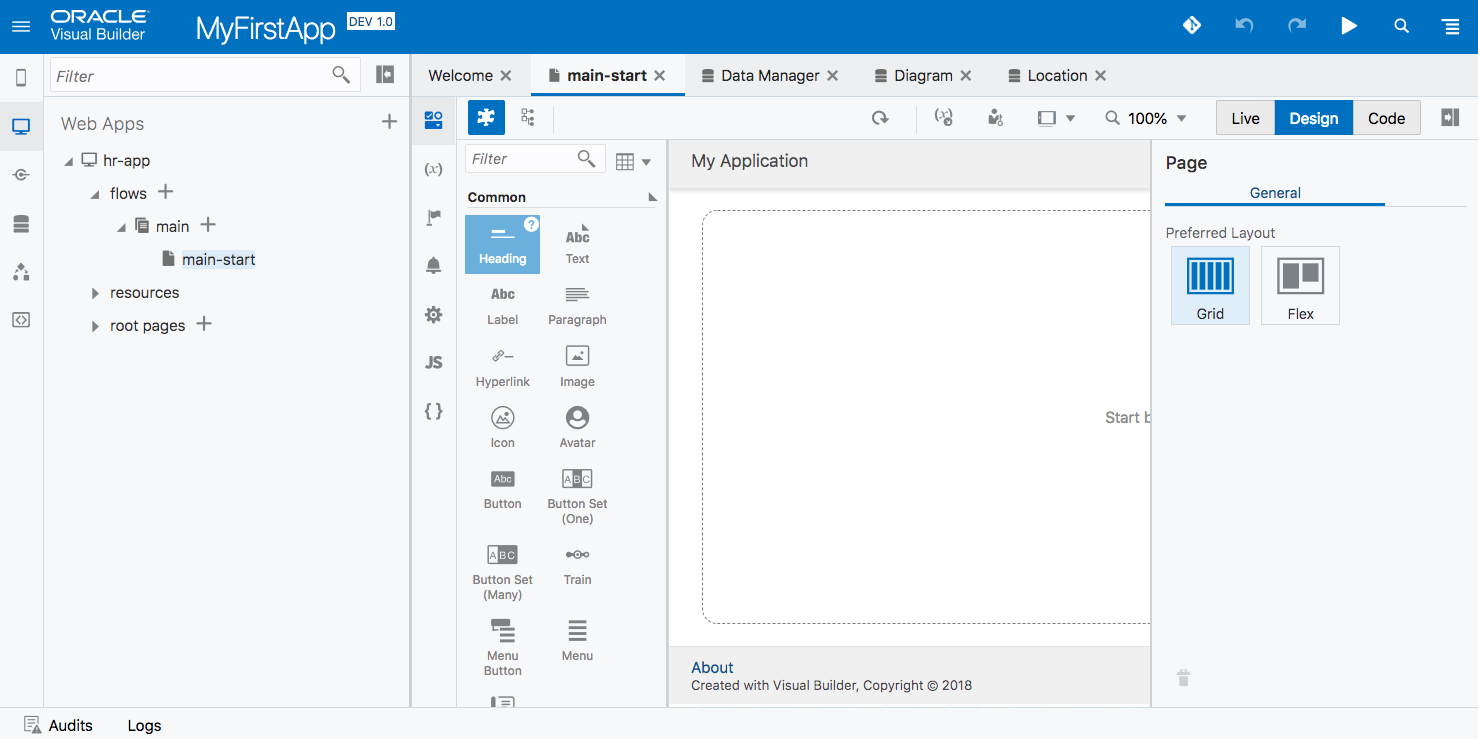 ORACLE
Visual Builder
MyFirstApp
DEV 1.0
Filter
Web Apps
hr-app
flows
main
main-start
resources
root pages
Welcome
main-start
Data Manager
Diagram
Location
100%
Live
Design
Code
(x)
JS
{ }
Filter
Common
Heading
?
Abc
Text
Abc
Label
Paragraph
Hyperlink
Image
Icon
Avatar
Abc
Button
ABC
Button Set
(One)
ABC
Button Set
(Many)
Train
Menu
Button
Menu
My Application
Start b
About
Created with Visual Builder, Copyright © 2018
Page
General
Preferred Layout
Grid
Flex
Audits
Logs